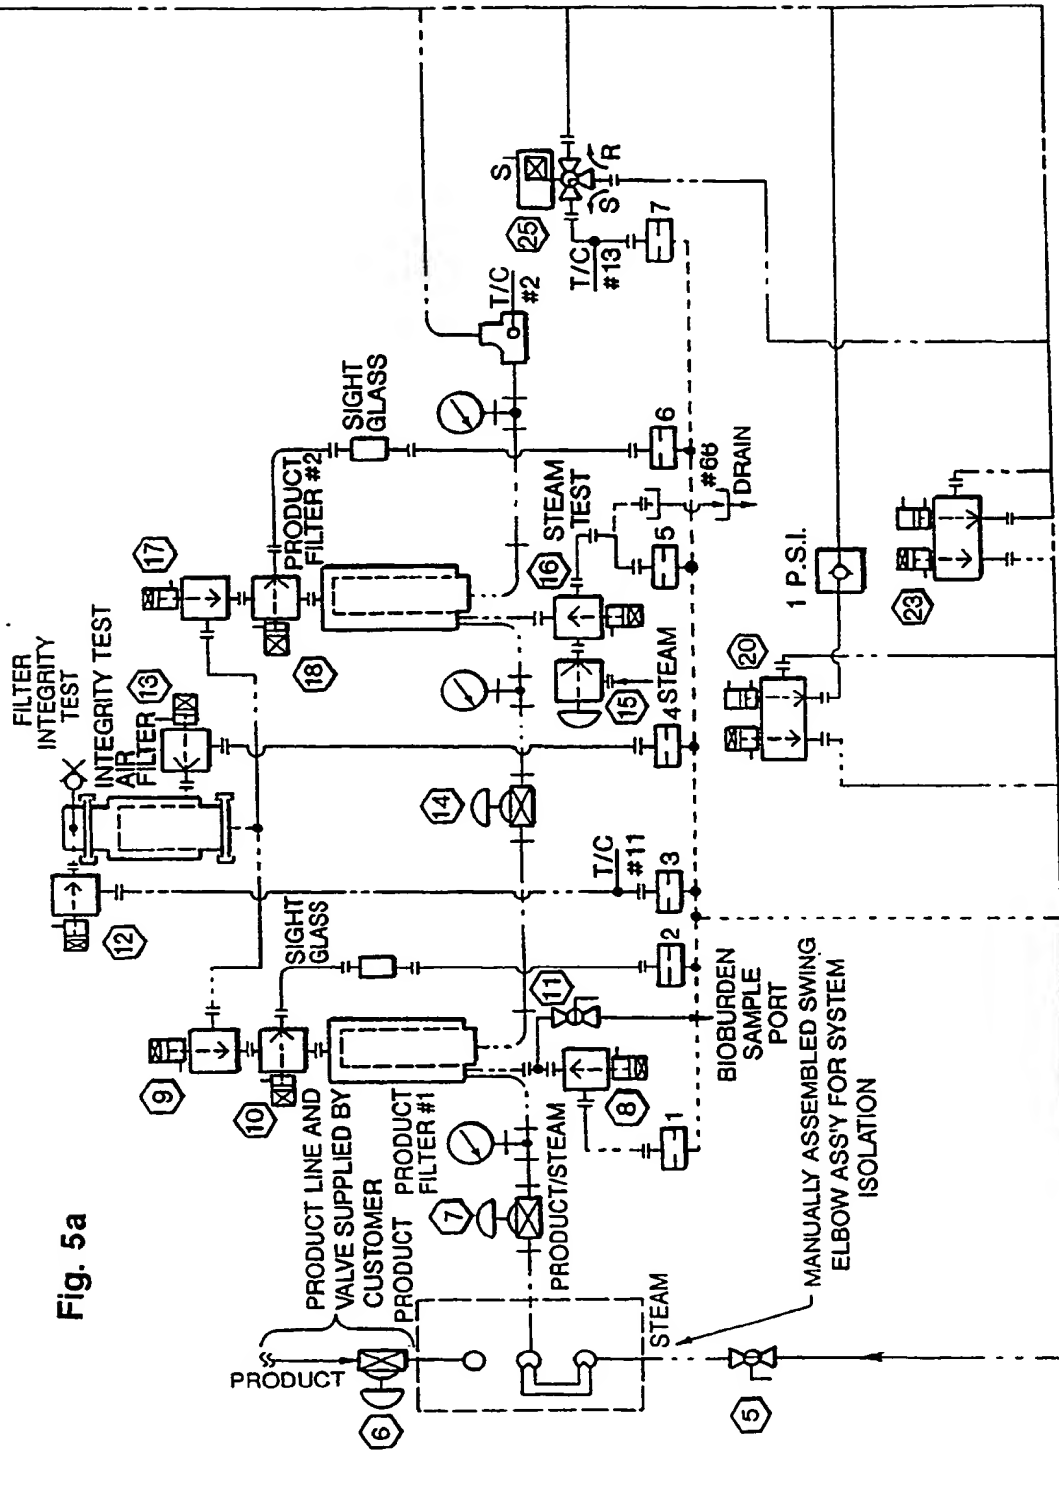 Fig. 5a
FILTER
INTEGRITY
TEST
INTEGRITY TEST
AIR
FILTER
13
12
17
18
PRODUCT
FILTER #2
SIGHT
GLASS
9
10
SIGHT
GLASS
PRODUCT LINE AND
VALVE SUPPLIED BY
CUSTOMER
PRODUCT
PRODUCT
6
PRODUCT
FILTER #1
7
PRODUCT/STEAM
14
11
8
BIOBURDEN
SAMPLE
PORT
STEAM
TEST
16
15
STEAM
T/C
#2
T/C
#11
T/C
#13
S
25
S
R
1
2
3
4
5
6
7
#66
DRAIN
1 P.S.I.
20
23
STEAM
5
MANUALLY ASSEMBLED SWING
ELBOW ASS'Y FOR SYSTEM
ISOLATION